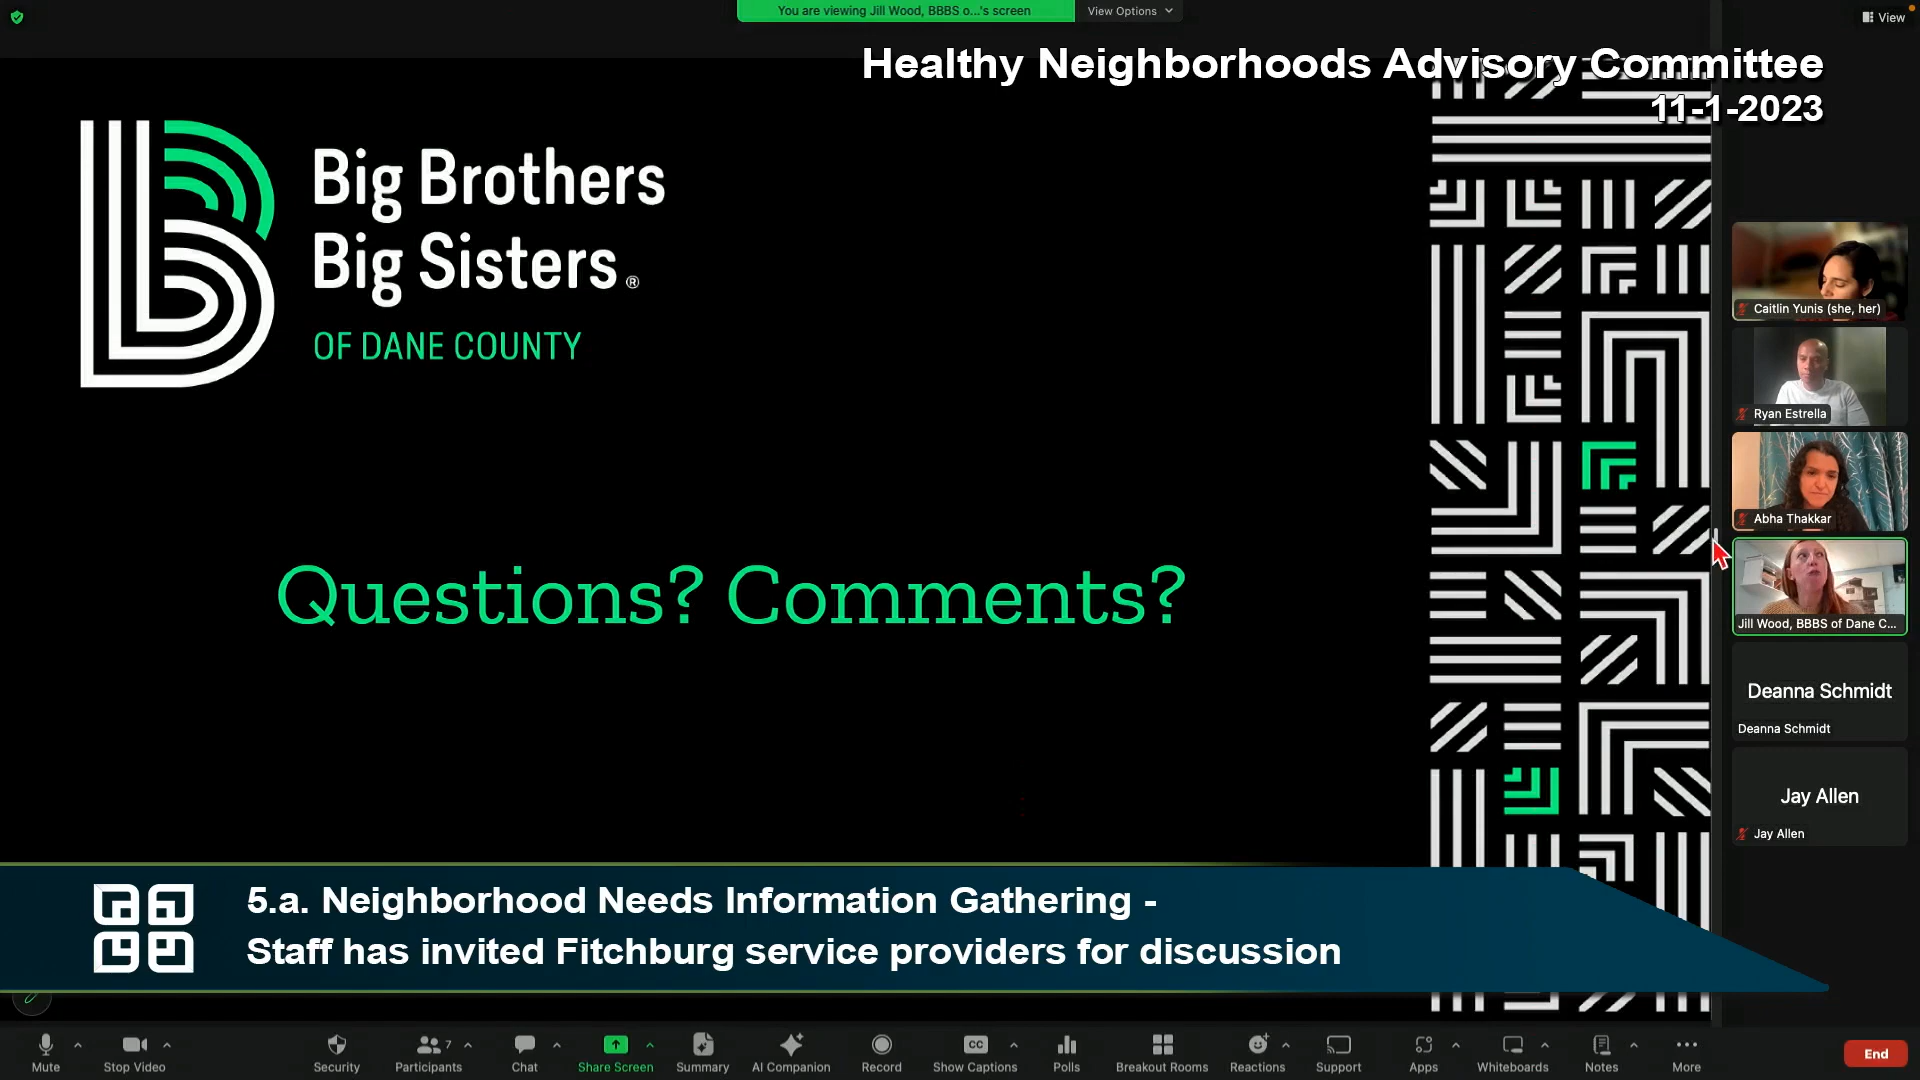 You are viewing Jill Wood, BBBS o...'s screen
View Options
View
Healthy Neighborhoods Advisory Committee
11-1-2023
Big Brothers
Big Sisters®
OF DANE COUNTY
Questions? Comments?
Caitlin Yunis (she, her)
Ryan Estrella
Abha Thakkar
Jill Wood, BBBS of Dane C...
Deanna Schmidt
Deanna Schmidt
Jay Allen
Jay Allen
5.a. Neighborhood Needs Information Gathering -
Staff has invited Fitchburg service providers for discussion
Mute
Stop Video
Security
Participants
7
Chat
Share Screen
Summary
AI Companion
Record
CC
Show Captions
Polls
Breakout Rooms
Reactions
Support
Apps
Whiteboards
Notes
More
End